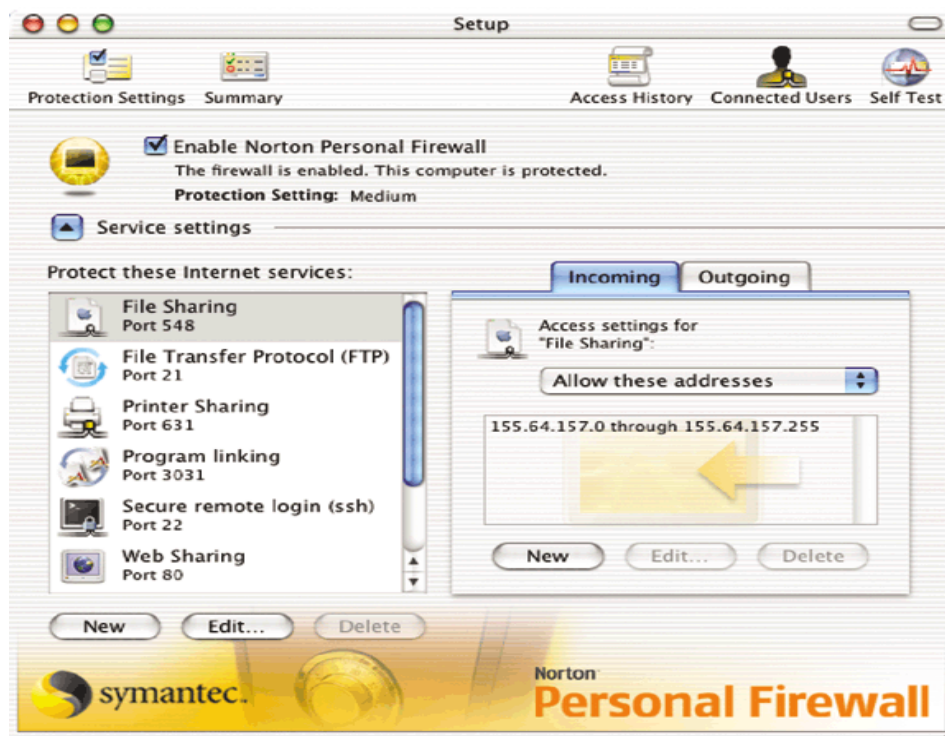 Setup
Protection Settings Summary Access History Connected Users Self Test
Enable Norton Personal Firewall
The firewall is enabled. This computer is protected.
Protection Setting: Medium
Service settings
Protect these Internet services:
File Sharing
Port 548
File Transfer Protocol (FTP)
Port 21
Printer Sharing
Port 631
Program linking
Port 3031
Secure remote login (ssh)
Port 22
Web Sharing
Port 80
New Edit... Delete
Incoming Outgoing
Access settings for
"File Sharing":
Allow these addresses
155.64.157.0 through 155.64.157.255
New Edit... Delete
symantec.
Norton
Personal Firewall